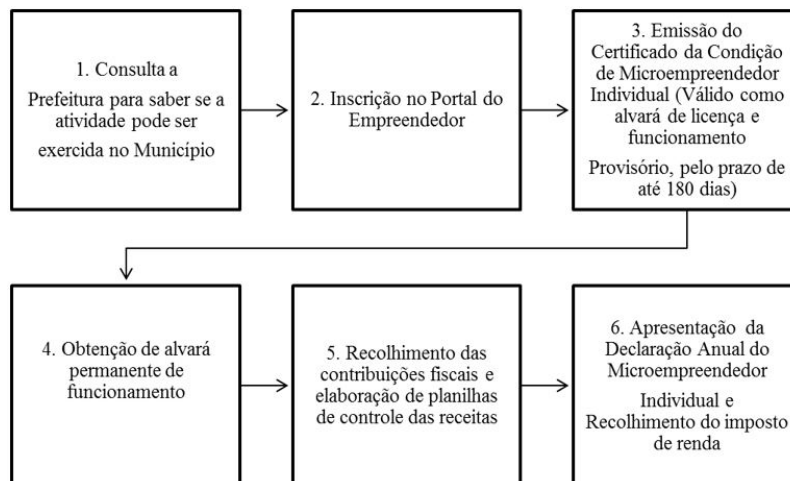 1. Consulta a
Prefeitura para saber se a
atividade pode ser
exercida no Município
2. Inscrição no Portal do
Empreendedor
3. Emissão do
Certificado da Condição
de Microempreendedor
Individual (Válido como
alvará de licença e
funcionamento
Provisório, pelo prazo de
até 180 dias)
4. Obtenção de alvará
permanente de
funcionamento
5. Recolhimento das
contribuições fiscais e
elaboração de planilhas
de controle das receitas
6. Apresentação da
Declaração Anual do
Microempreendedor
Individual e
Recolhimento do imposto
de renda